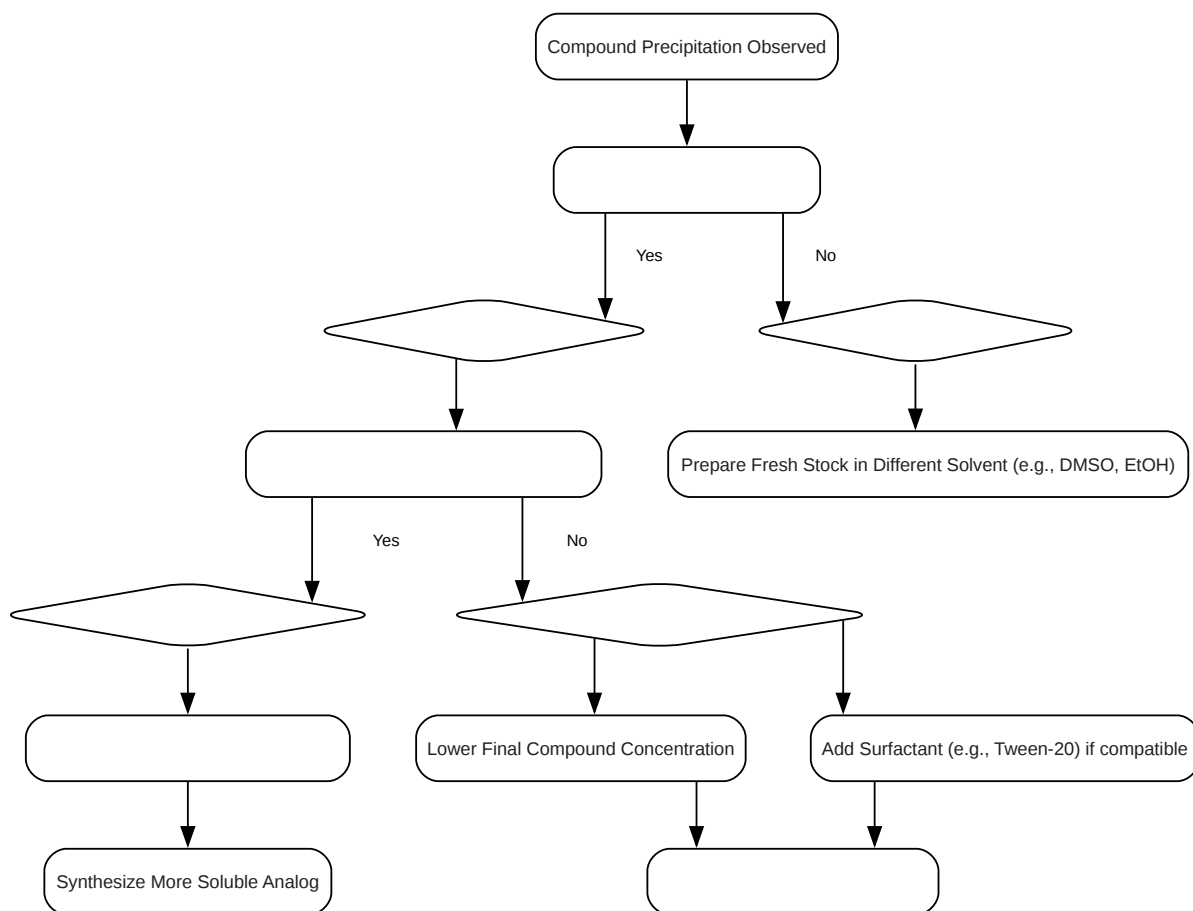 Compound Precipitation Observed
Yes
No
Prepare Fresh Stock in Different Solvent (e.g., DMSO, EtOH)
Yes
No
Lower Final Compound Concentration
Add Surfactant (e.g., Tween-20) if compatible
Synthesize More Soluble Analog